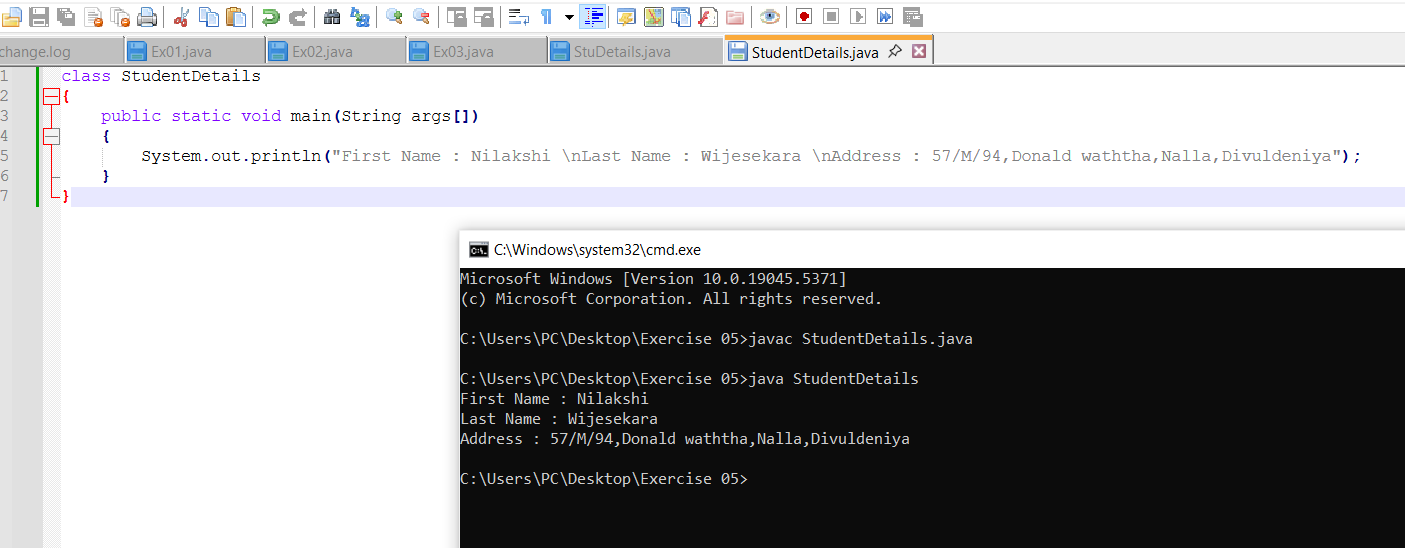 change.log Ex01.java Ex02.java Ex03.java StuDetails.java StudentDetails.java
1 class StudentDetails
2 {
3 public static void main(String args[])
4 {
5 System.out.println("First Name : Nilakshi \nLast Name : Wijesekara \nAddress : 57/M/94,Donald waththa,Nalla,Divuldeniya");
6 }
7 }
C:\Windows\system32\cmd.exe
Microsoft Windows [Version 10.0.19045.5371]
(c) Microsoft Corporation. All rights reserved.
C:\Users\PC\Desktop\Exercise 05>javac StudentDetails.java
C:\Users\PC\Desktop\Exercise 05>java StudentDetails
First Name : Nilakshi
Last Name : Wijesekara
Address : 57/M/94,Donald waththa,Nalla,Divuldeniya
C:\Users\PC\Desktop\Exercise 05>